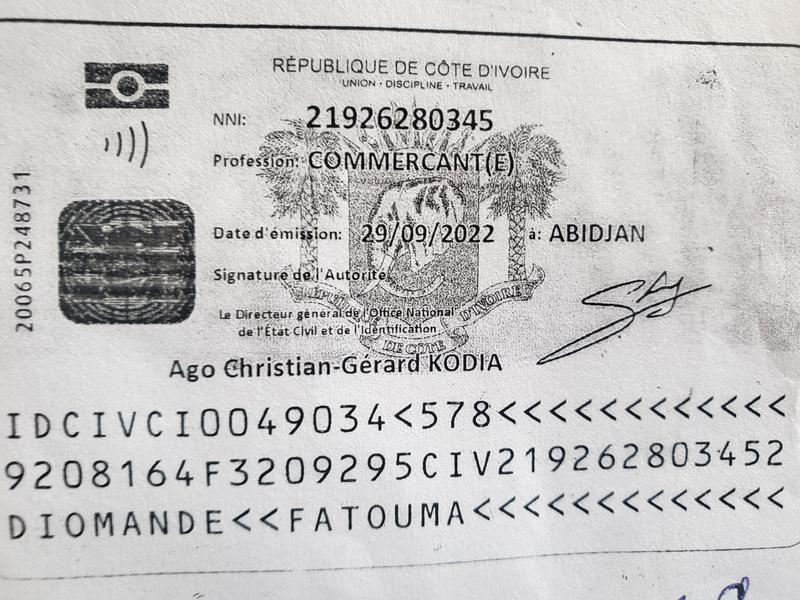 RÉPUBLIQUE DE CÔTE D'IVOIRE
UNION - DISCIPLINE - TRAVAIL
NNI: 21926280345
Profession: COMMERCANT(E)
20065P248731
Date d'émission: 29/09/2022 à: ABIDJAN
Signature de l'Autorité
Le Directeur général de l'Office National
de l'État Civil et de l'Identification
Ago Christian-Gérard KODIA
IDCIVCI0049034<578<<<<<<<<<<<<
9208164F3209295CIV219262803452
DIOMANDE<<FATOUMA<<<<<<<<<<<<<